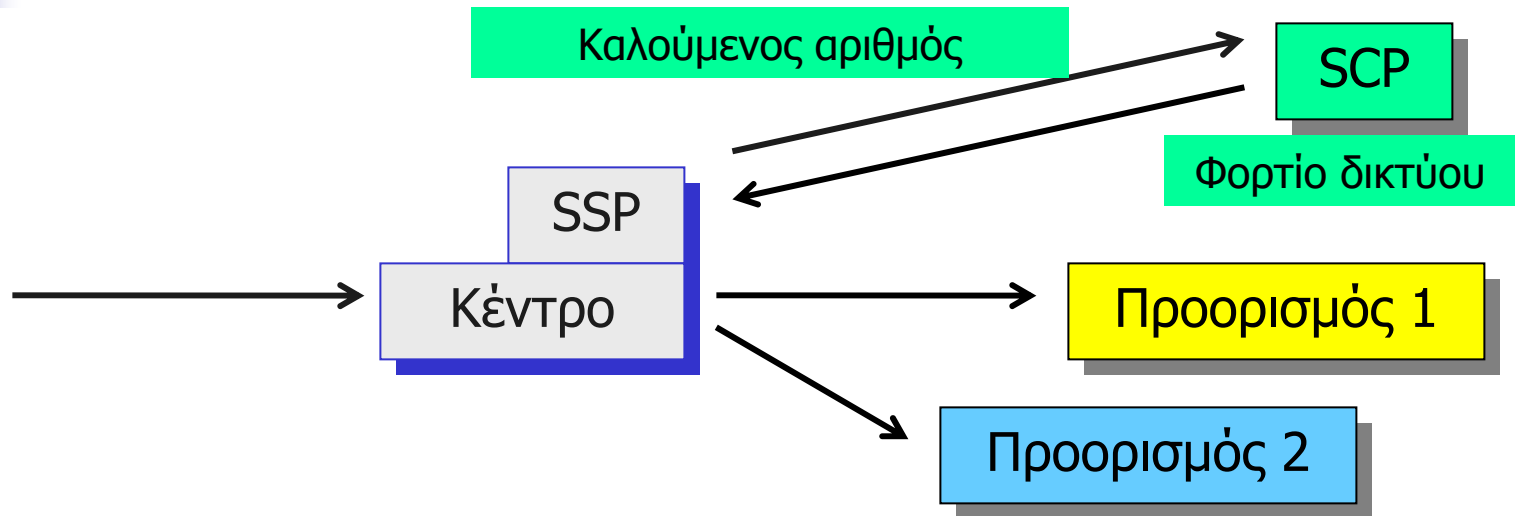 Καλούμενος αριθμός
SCP
Φορτίο δικτύου
SSP
Κέντρο
Προορισμός 1
Προορισμός 2